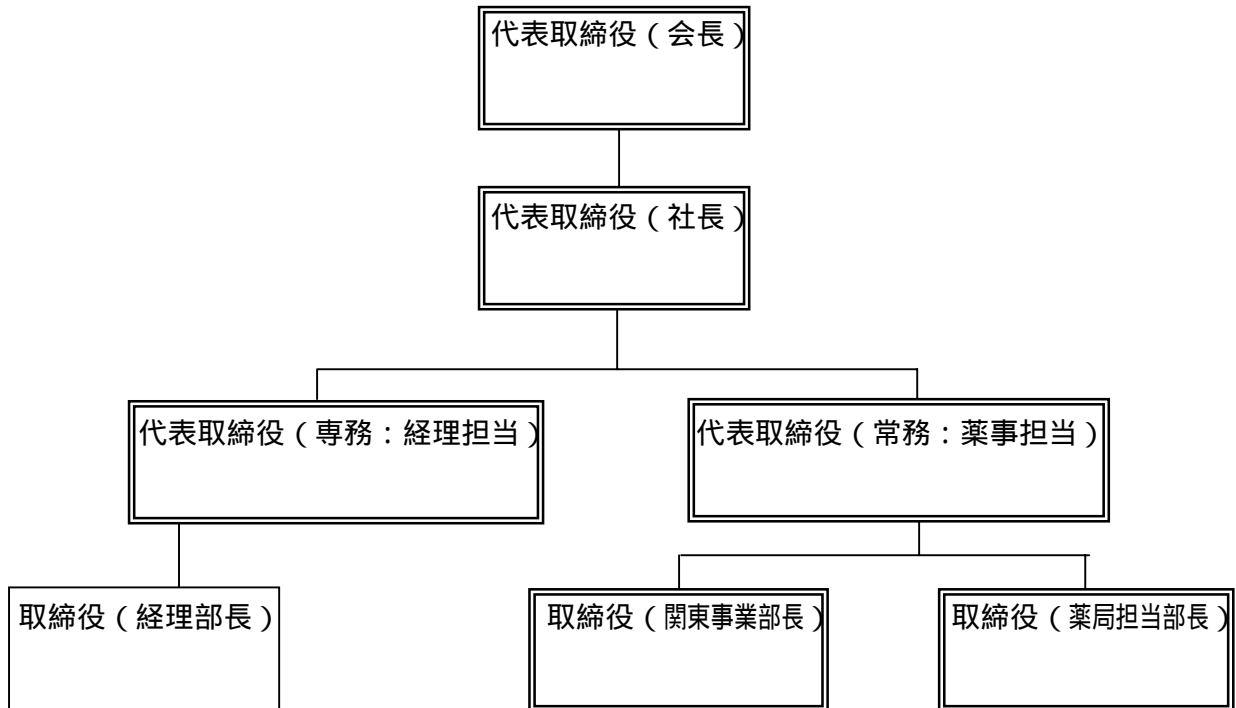 代表取締役（会長）
代表取締役（社長）
代表取締役（専務：経理担当）
代表取締役（常務：薬事担当）
取締役（経理部長）
取締役（関東事業部長）
取締役（薬局担当部長）